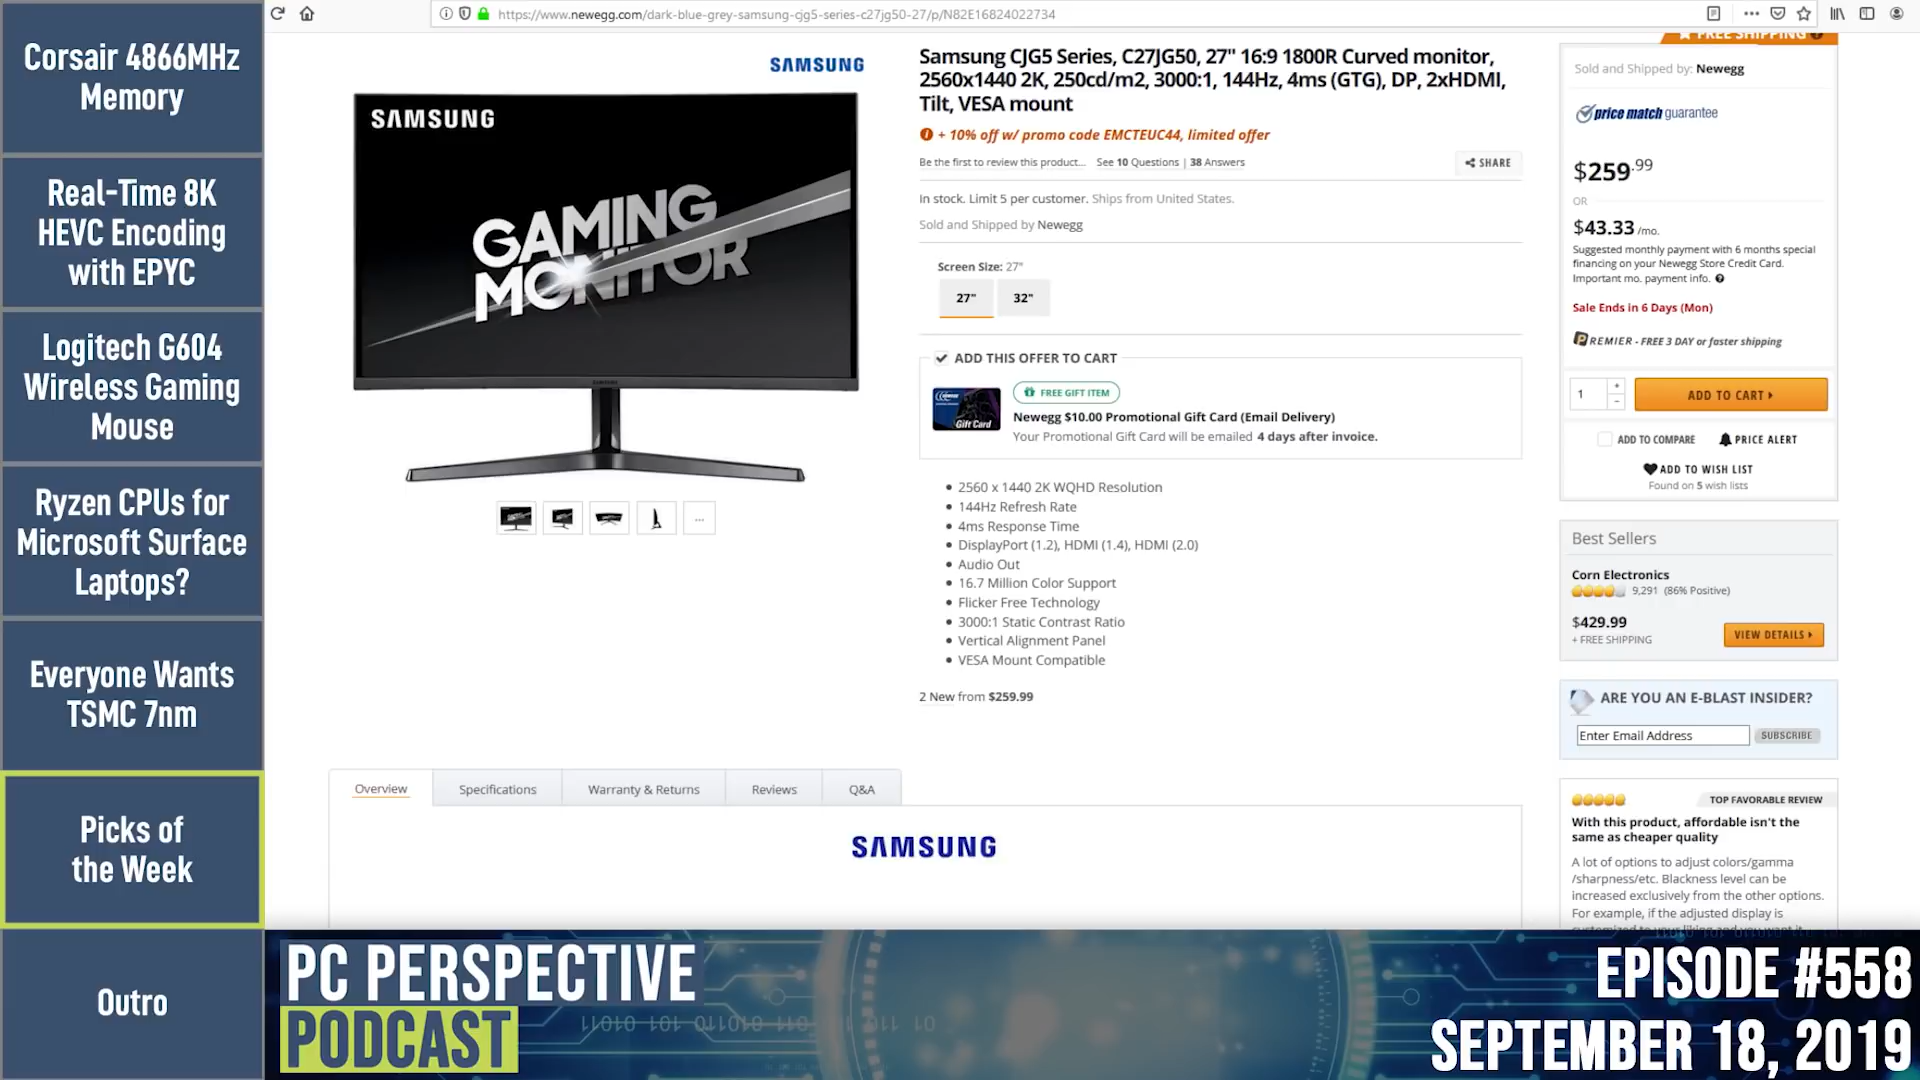 Corsair 4866MHz
Memory
Real-Time 8K
HEVC Encoding
with EPYC
Logitech G604
Wireless Gaming
Mouse
Ryzen CPUs for
Microsoft Surface
Laptops?
Everyone Wants
TSMC 7nm
Picks of
the Week
Outro
https://www.newegg.com/dark-blue-grey-samsung-cjg5-series-c27jg50-27/p/N82E16824022734
SAMSUNG
SAMSUNG
GAMING
MONITOR
Samsung CJG5 Series, C27JG50, 27" 16:9 1800R Curved monitor,
2560x1440 2K, 250cd/m2, 3000:1, 144Hz, 4ms (GTG), DP, 2xHDMI,
Tilt, VESA mount
+ 10% off w/ promo code EMCTEUC44, limited offer
Be the first to review this product... See 10 Questions | 38 Answers
SHARE
In stock. Limit 5 per customer. Ships from United States.
Sold and Shipped by Newegg
Screen Size: 27"
27" 32"
ADD THIS OFFER TO CART
Gift Card
FREE GIFT ITEM
Newegg $10.00 Promotional Gift Card (Email Delivery)
Your Promotional Gift Card will be emailed 4 days after invoice.
2560 x 1440 2K WQHD Resolution
144Hz Refresh Rate
4ms Response Time
DisplayPort (1.2), HDMI (1.4), HDMI (2.0)
Audio Out
16.7 Million Color Support
Flicker Free Technology
3000:1 Static Contrast Ratio
Vertical Alignment Panel
VESA Mount Compatible
2 New from $259.99
Overview Specifications Warranty & Returns Reviews Q&A
SAMSUNG
FREE SHIPPING
Sold and Shipped by: Newegg
price match guarantee
$259.99
OR
$43.33 /mo.
Suggested monthly payment with 6 months special
financing on your Newegg Store Credit Card.
Important mo. payment info.
Sale Ends in 6 Days (Mon)
PREMIER - FREE 3 DAY or faster shipping
1 + -
ADD TO CART
ADD TO COMPARE PRICE ALERT
ADD TO WISH LIST
Found on 5 wish lists
Best Sellers
Corn Electronics
9,291 (86% Positive)
$429.99
+ FREE SHIPPING
VIEW DETAILS
ARE YOU AN E-BLAST INSIDER?
Enter Email Address SUBSCRIBE
TOP FAVORABLE REVIEW
With this product, affordable isn't the
same as cheaper quality
A lot of options to adjust colors/gamma
/sharpness/etc. Blackness level can be
increased exclusively from the other options.
For example, if the adjusted display is
PC PERSPECTIVE
PODCAST
EPISODE #558
SEPTEMBER 18, 2019